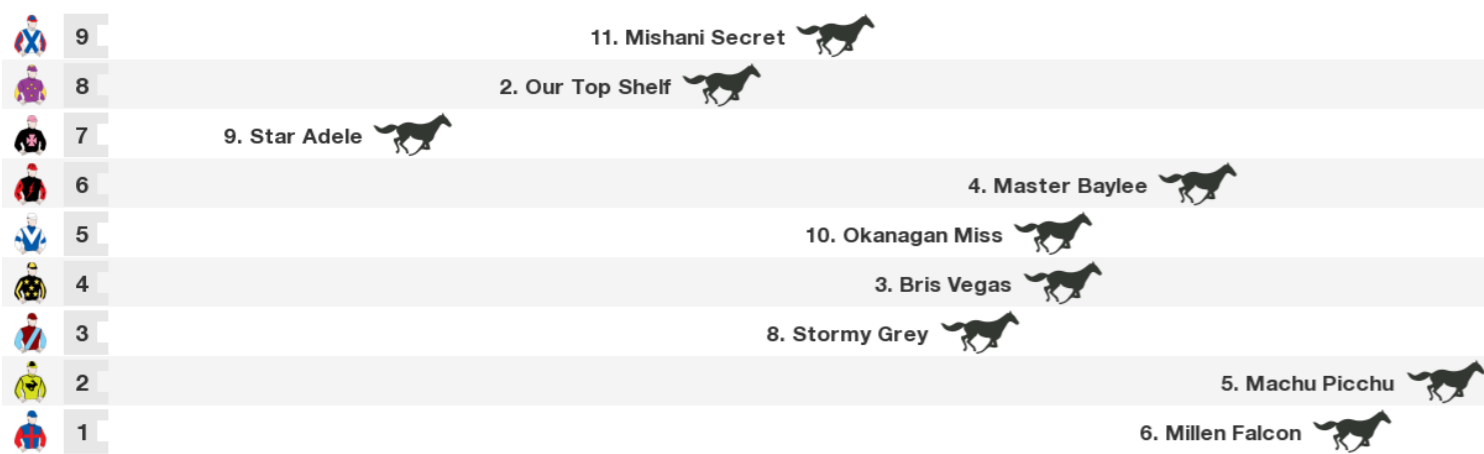 9 11. Mishani Secret
8 2. Our Top Shelf
7 9. Star Adele
6 4. Master Baylee
5 10. Okanagan Miss
4 3. Bris Vegas
3 8. Stormy Grey
2 5. Machu Picchu
1 6. Millen Falcon